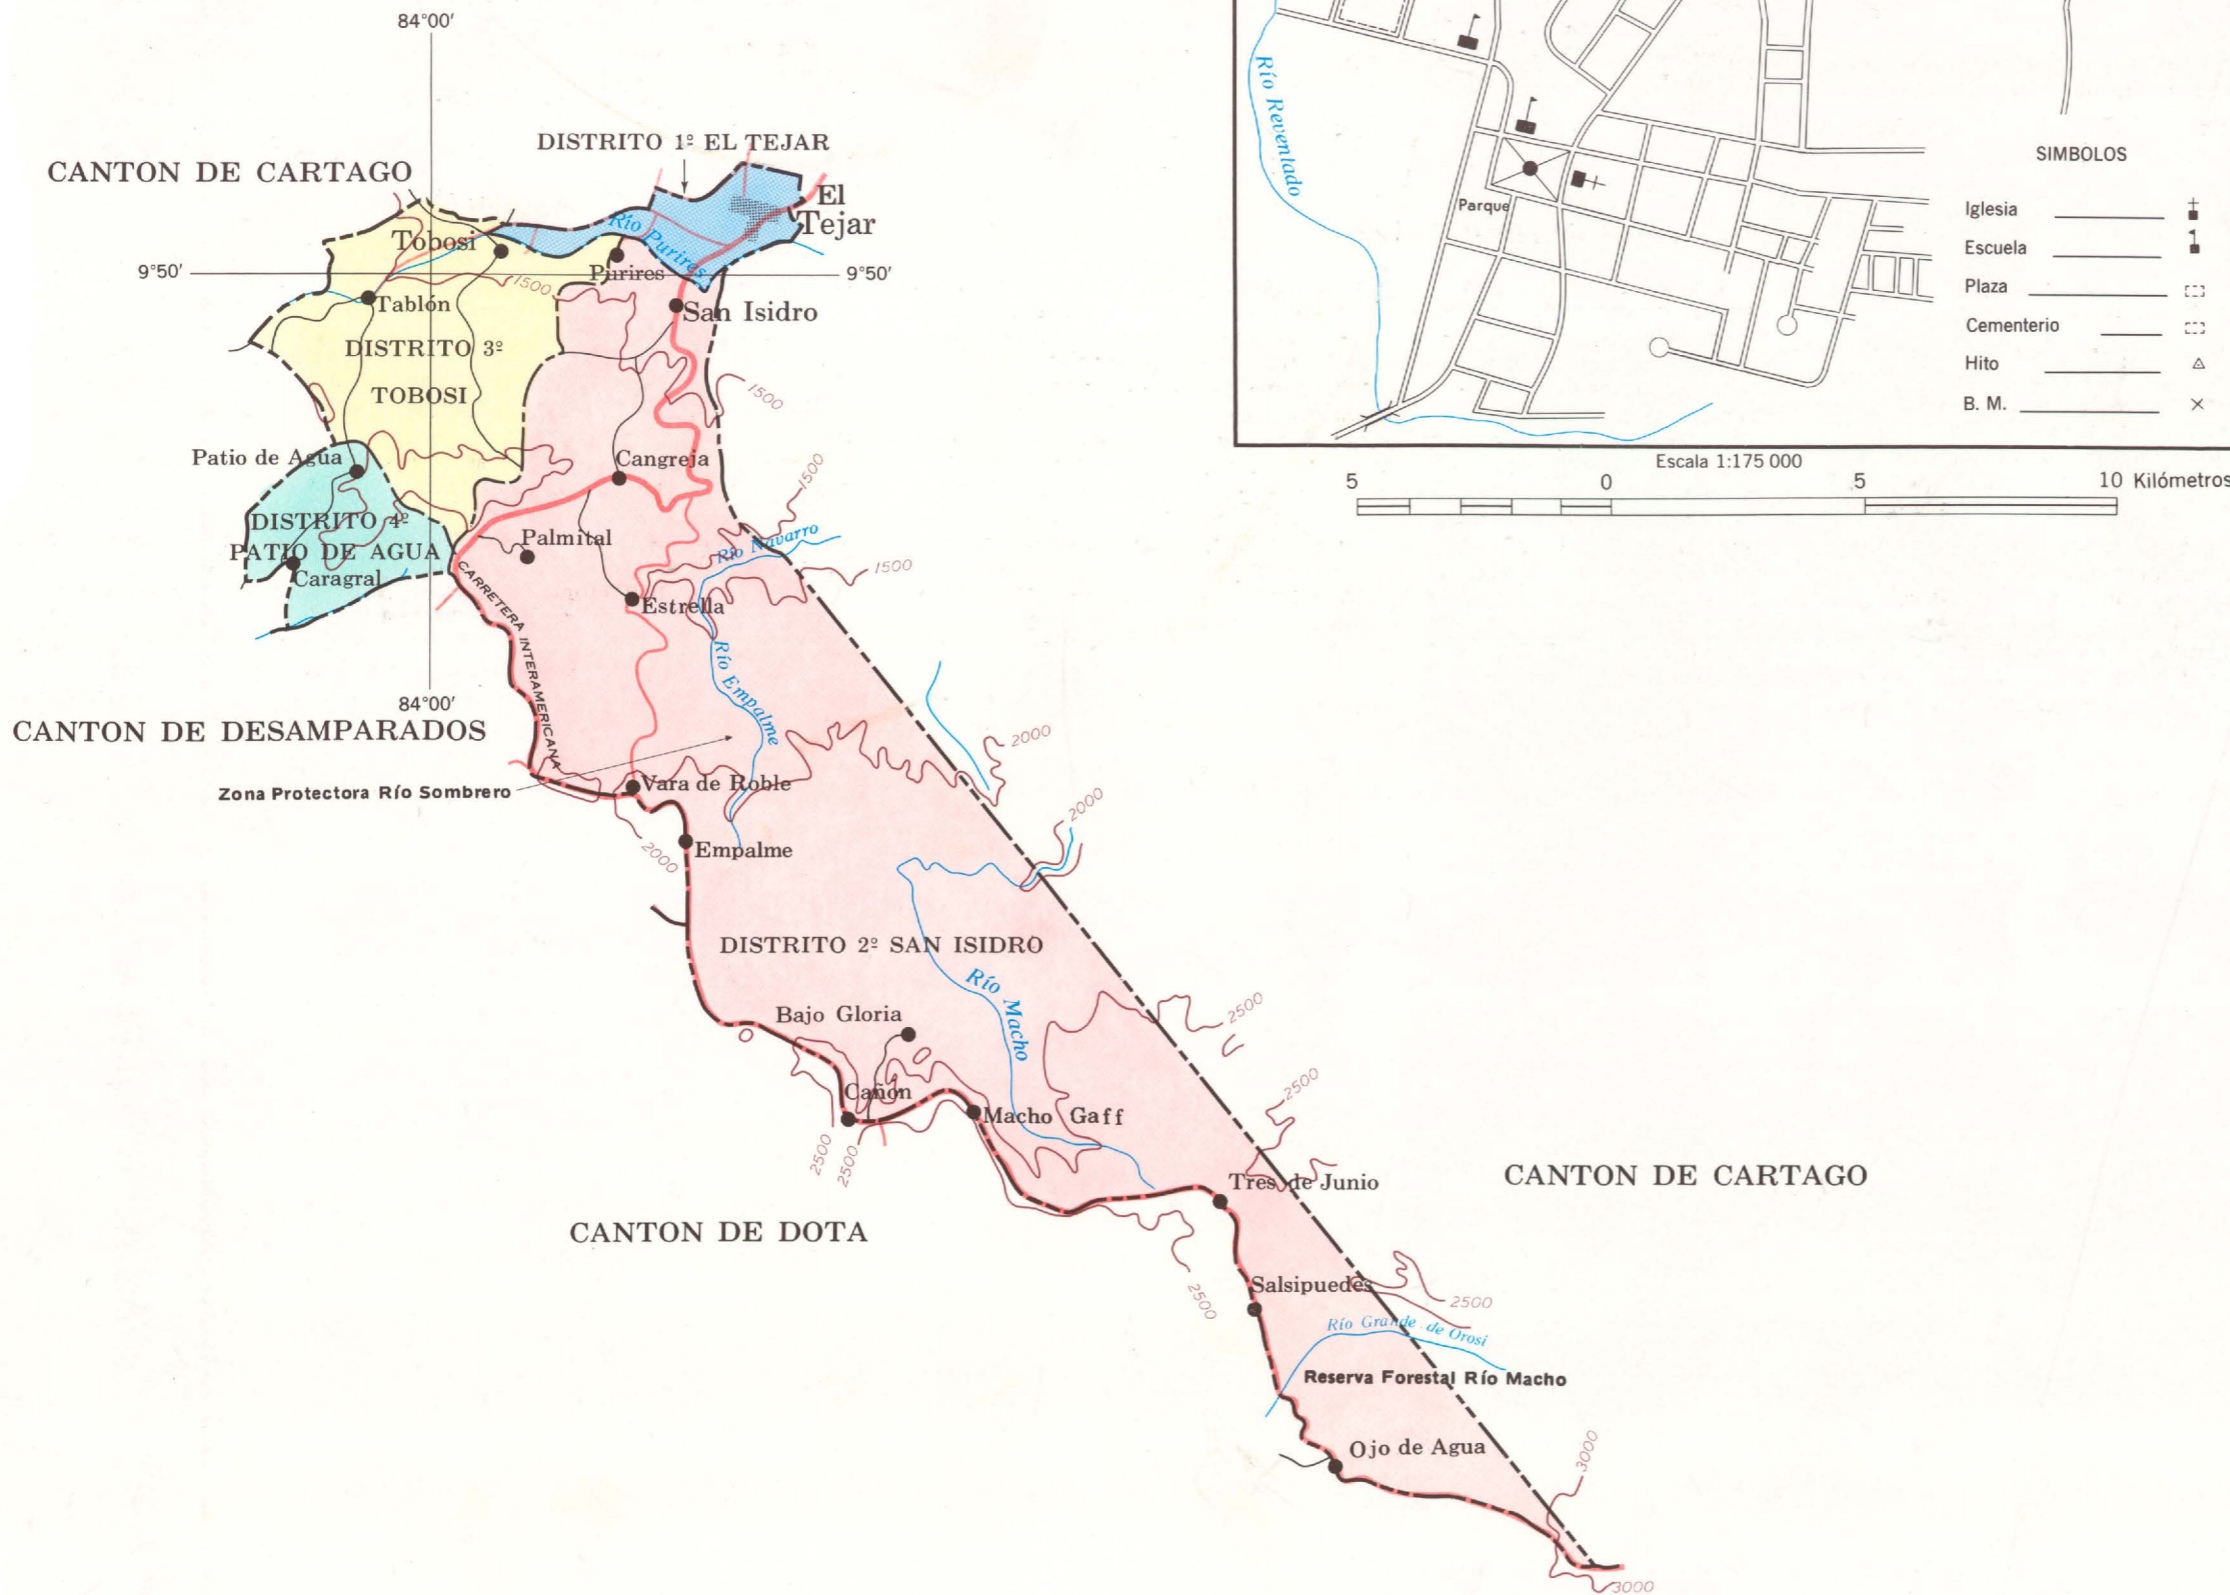 84°00'
DISTRITO 1º EL TEJAR
CANTON DE CARTAGO
El
Tejar
Río Purires
Tobosi
Purires
9°50'
9°50'
1500
Tablón
San Isidro
DISTRITO 3º
TOBOSI
1500
Patio de Agua
Cangreja
1500
DISTRITO 4º
PATIO DE AGUA
Palmital
Río Navarro
1500
Caragral
CARRETERA INTERAMERICANA
Estrella
Río Empalme
84°00'
CANTON DE DESAMPARADOS
2000
Zona Protectora Río Sombrero
Vara de Roble
2000
2000
Empalme
DISTRITO 2º SAN ISIDRO
Río Macho
2500
Bajo Gloria
2500
Cañón
Macho Gaff
2500
2500
Tres de Junio
CANTON DE CARTAGO
CANTON DE DOTA
Salsipuedes
2500
2500
Río Grande de Orosi
Reserva Forestal Río Macho
Ojo de Agua
3000
3000
Río Reventado
Parque
SIMBOLOS
Iglesia
Escuela
Plaza
Cementerio
Hito
B. M.
Escala 1:175 000
5 0 5 10 Kilómetros